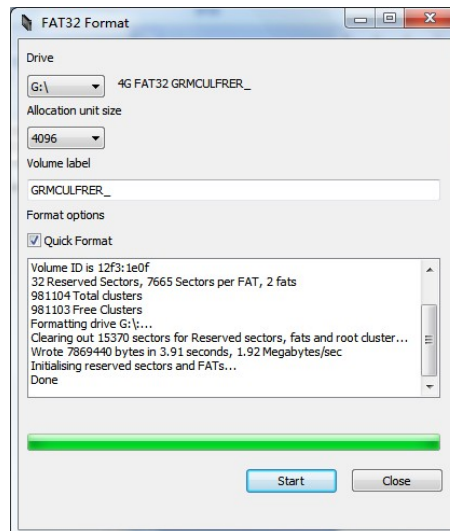 FAT32 Format
Drive
G:\ 4G FAT32 GRMCULFRER_
Allocation unit size
4096
Volume label
GRMCULFRER_
Format options
Quick Format
Volume ID is 12f3:1e0f
32 Reserved Sectors, 7665 Sectors per FAT, 2 fats
981104 Total clusters
981103 Free Clusters
Formatting drive G:\:...
Clearing out 15370 sectors for Reserved sectors, fats and root cluster...
Wrote 7869440 bytes in 3.91 seconds, 1.92 Megabytes/sec
Initialising reserved sectors and FATs...
Done
Start Close